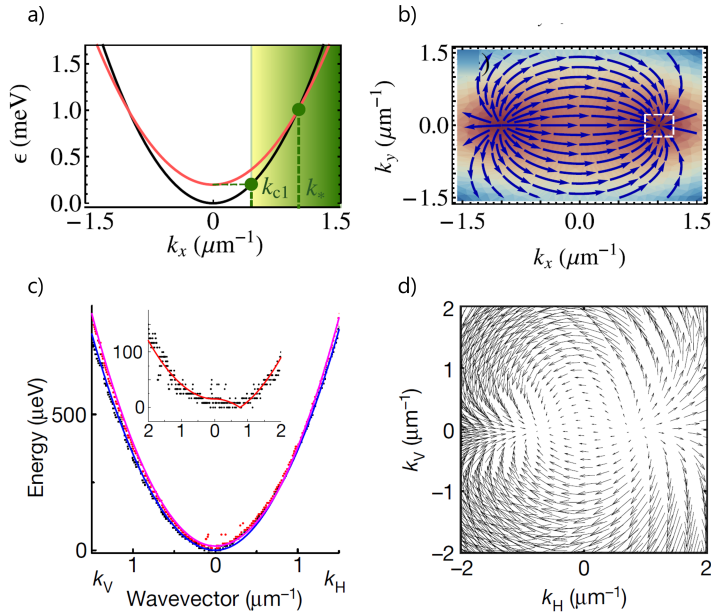 a)
ϵ (meV)
1.5
1.0
0.5
0.0
k_c1
k_*
−1.5
0
1.5
k_x (μm⁻¹)
b)
k_y (μm⁻¹)
1.5
0.0
-1.5
-1.5
0.0
1.5
k_x (μm⁻¹)
c)
Energy (μeV)
500
0
100
0
2
1
0
1
2
1
0
1
k_V
Wavevector (μm⁻¹)
k_H
d)
k_V (μm⁻¹)
2
1
0
-1
-2
−2
−1
0
1
2
k_H (μm⁻¹)